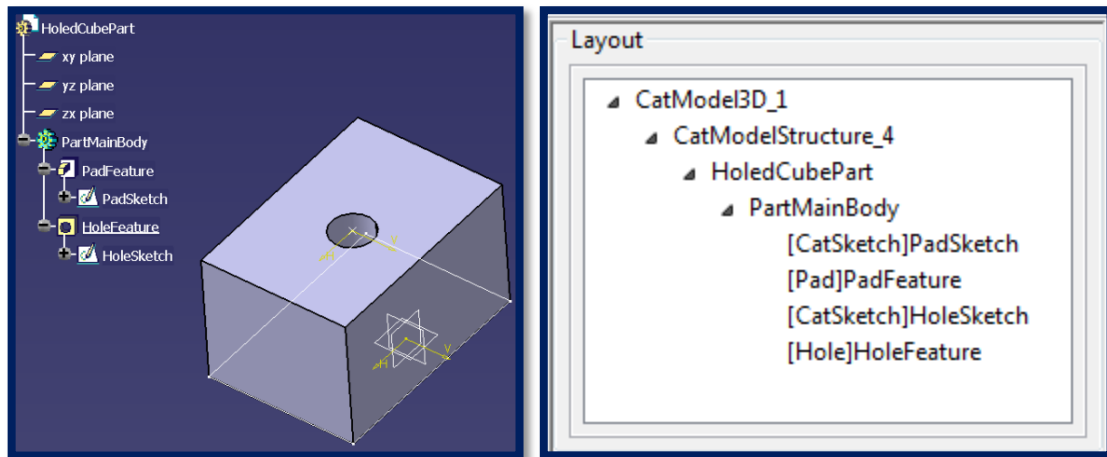 HoledCubePart
xy plane
yz plane
zx plane
PartMainBody
PadFeature
PadSketch
HoleFeature
HoleSketch
H
V
H
V
Layout
CatModel3D_1
CatModelStructure_4
HoledCubePart
PartMainBody
[CatSketch]PadSketch
[Pad]PadFeature
[CatSketch]HoleSketch
[Hole]HoleFeature